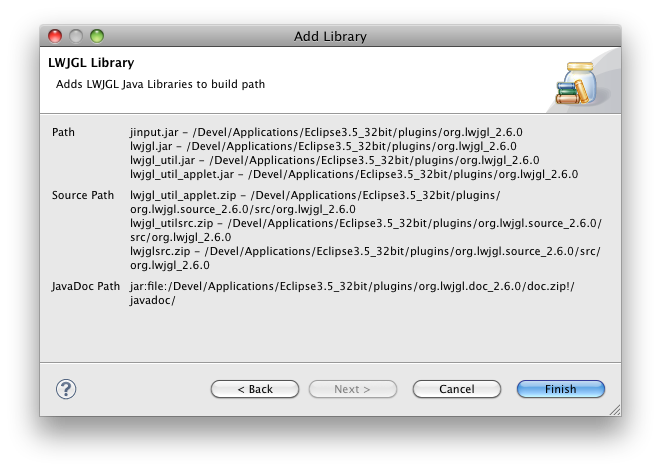 Add Library
LWJGL Library
Adds LWJGL Java Libraries to build path
Path
jinput.jar – /Devel/Applications/Eclipse3.5_32bit/plugins/org.lwjgl_2.6.0
lwjgl.jar – /Devel/Applications/Eclipse3.5_32bit/plugins/org.lwjgl_2.6.0
lwjgl_util.jar – /Devel/Applications/Eclipse3.5_32bit/plugins/org.lwjgl_2.6.0
lwjgl_util_applet.jar – /Devel/Applications/Eclipse3.5_32bit/plugins/org.lwjgl_2.6.0
Source Path
lwjgl_util_applet.zip – /Devel/Applications/Eclipse3.5_32bit/plugins/
org.lwjgl.source_2.6.0/src/org.lwjgl_2.6.0
lwjgl_utilsrc.zip – /Devel/Applications/Eclipse3.5_32bit/plugins/org.lwjgl.source_2.6.0/
src/org.lwjgl_2.6.0
lwjglsrc.zip – /Devel/Applications/Eclipse3.5_32bit/plugins/org.lwjgl.source_2.6.0/src/
org.lwjgl_2.6.0
JavaDoc Path
jar:file:/Devel/Applications/Eclipse3.5_32bit/plugins/org.lwjgl.doc_2.6.0/doc.zip!/
javadoc/
?
< Back
Next >
Cancel
Finish